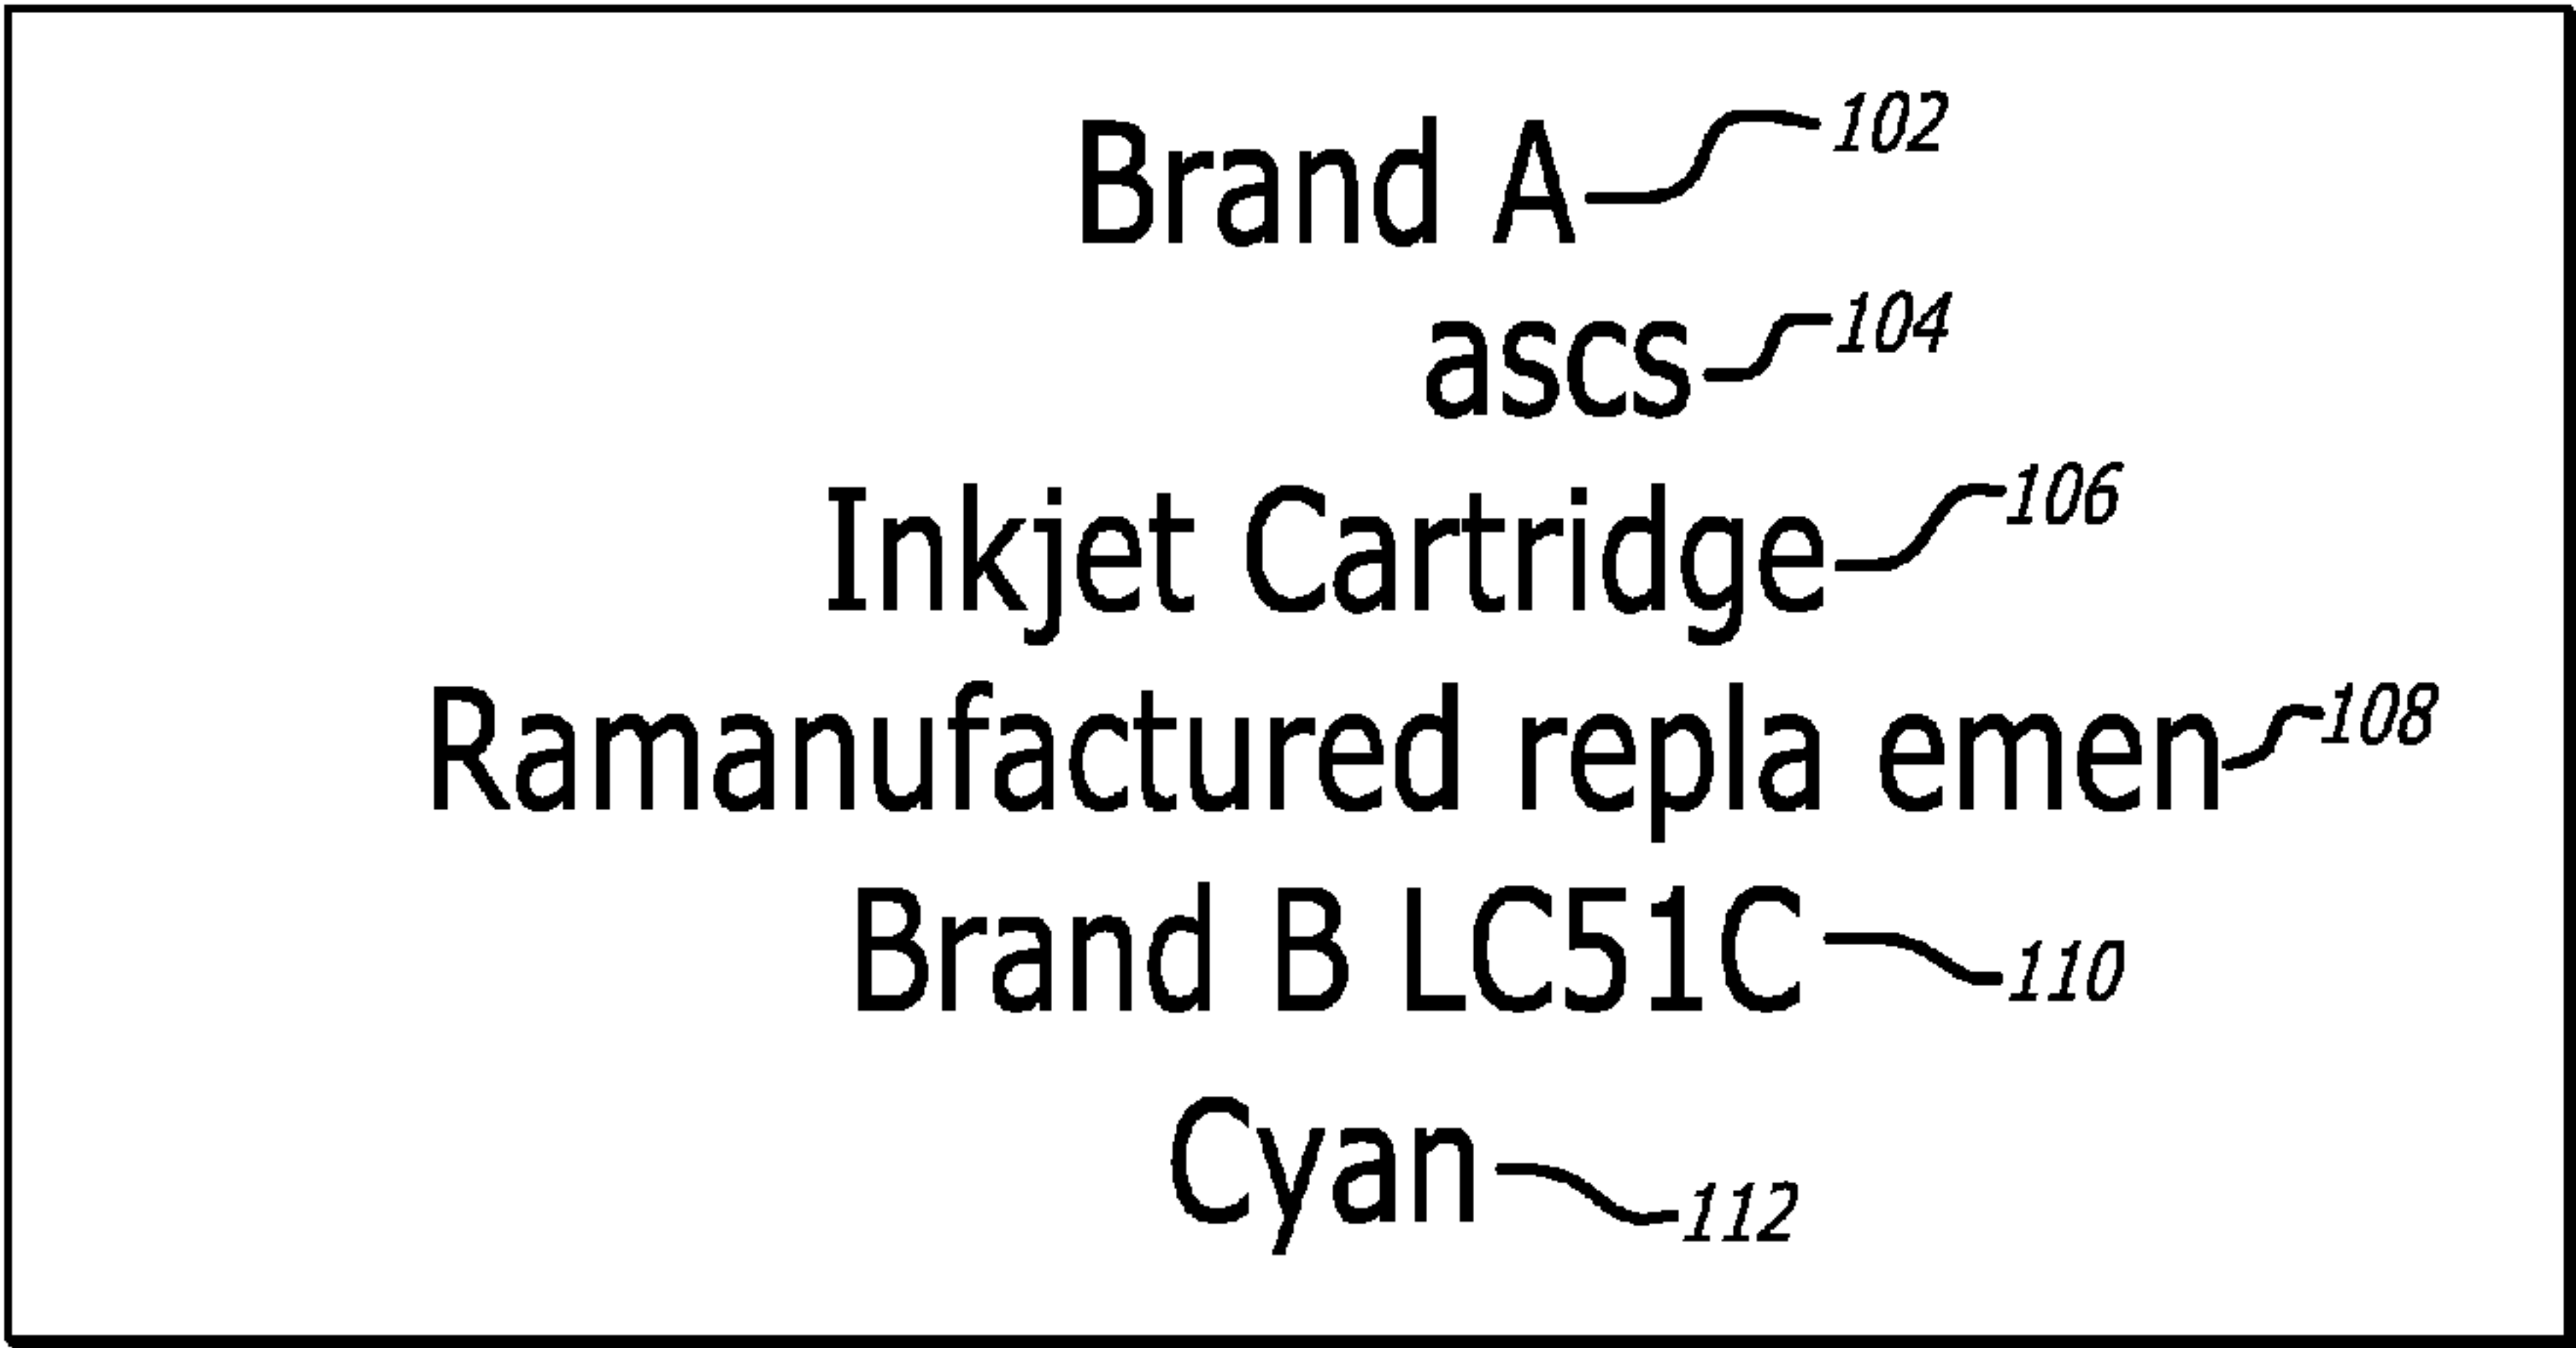 Brand A 102
ascs 104
Inkjet Cartridge 106
Ramanufactured repla emen 108
Brand B LC51C 110
Cyan 112